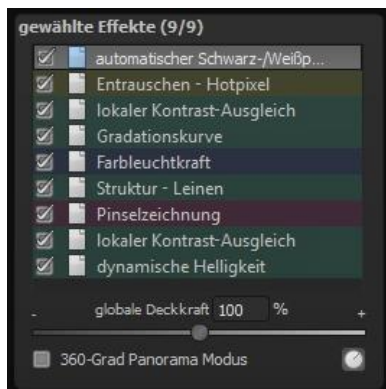 gewählte Effekte (9/9)
automatischer Schwarz-/Weißp...
Entrauschen - Hotpixel
lokaler Kontrast-Ausgleich
Gradationskurve
Farbleuchtkraft
Struktur - Leinen
Pinselzeichnung
lokaler Kontrast-Ausgleich
dynamische Helligkeit
globale Deckkraft 100 %
- +
360-Grad Panorama Modus